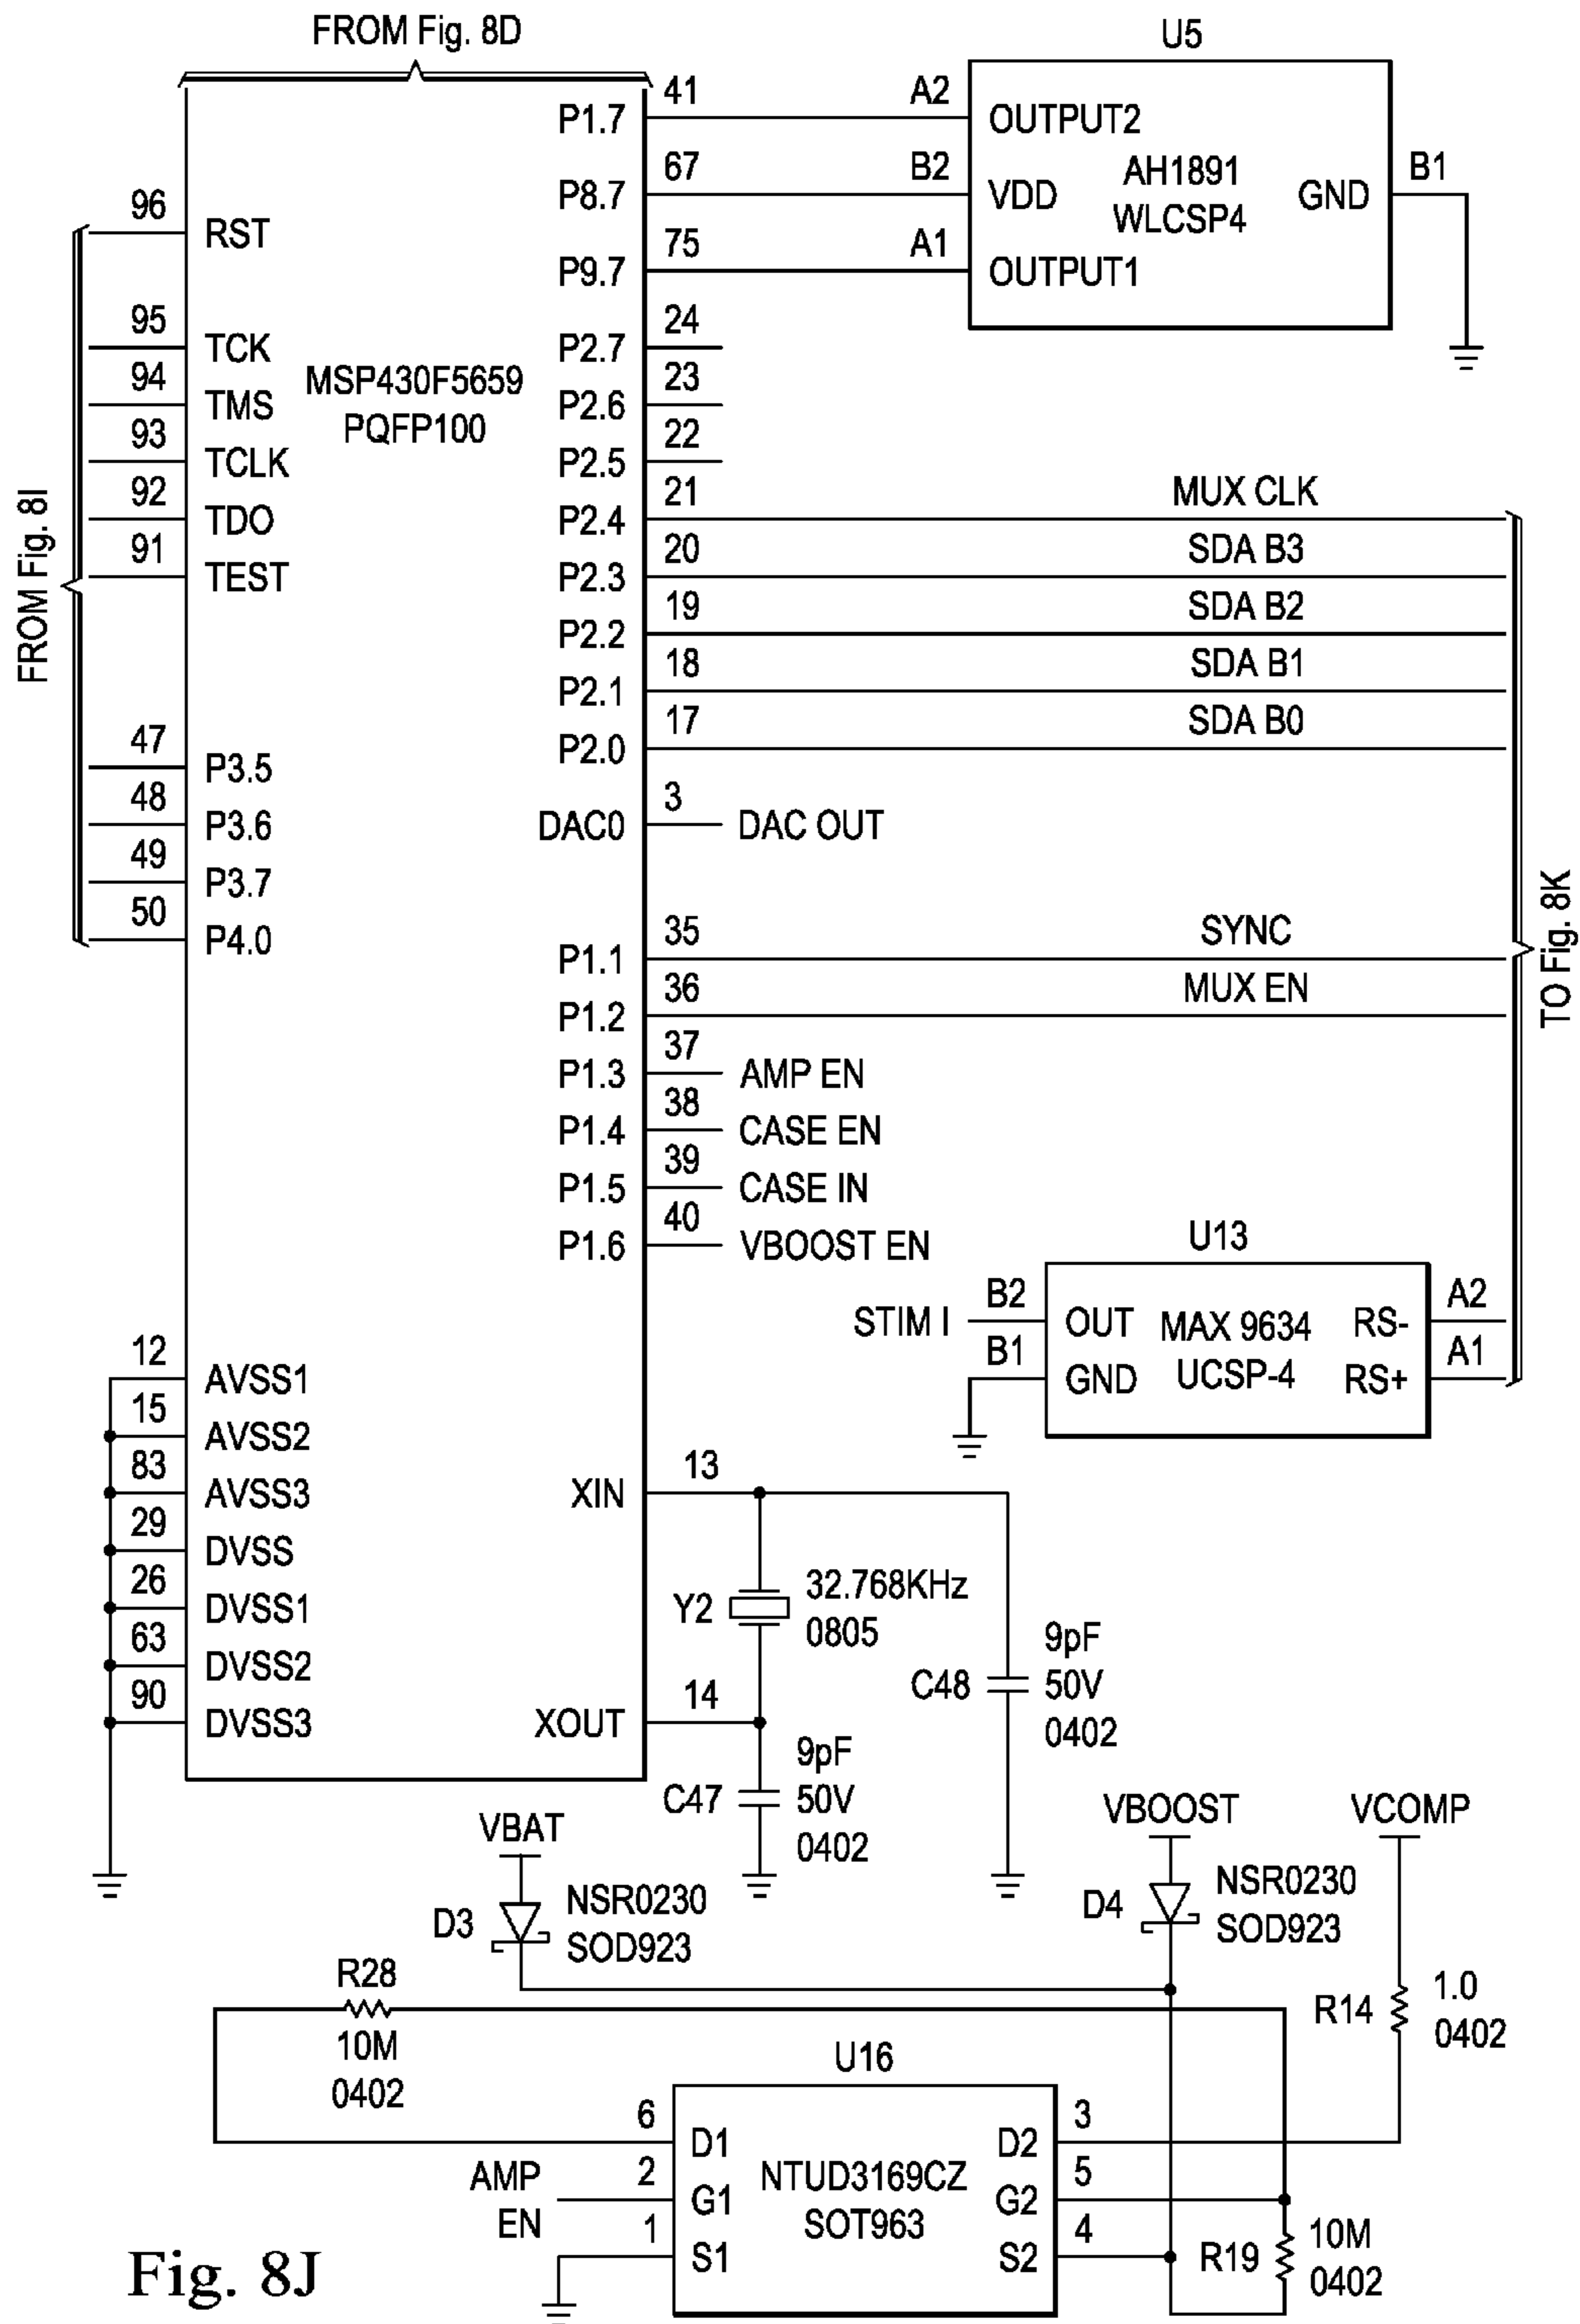 FROM Fig. 8D
FROM Fig. 8I
TO Fig. 8K
96 RST
95 TCK
94 TMS
93 TCLK
92 TDO
91 TEST
47 P3.5
48 P3.6
49 P3.7
50 P4.0
12 AVSS1
15 AVSS2
83 AVSS3
29 DVSS
26 DVSS1
63 DVSS2
90 DVSS3
MSP430F5659
PQFP100
P1.7 41
P8.7 67
P9.7 75
P2.7 24
P2.6 23
P2.5 22
P2.4 21 MUX CLK
P2.3 20 SDA B3
P2.2 19 SDA B2
P2.1 18 SDA B1
P2.0 17 SDA B0
DAC0 3 DAC OUT
P1.1 35 SYNC
P1.2 36 MUX EN
P1.3 37 AMP EN
P1.4 38 CASE EN
P1.5 39 CASE IN
P1.6 40 VBOOST EN
XIN 13
XOUT 14
U5
A2 OUTPUT2
B2 VDD
A1 OUTPUT1
AH1891
WLCSP4
GND B1
U13
STIM I B2 OUT
B1 GND
MAX 9634
UCSP-4
RS- A2
RS+ A1
Y2
32.768KHz
0805
C48
9pF
50V
0402
C47
9pF
50V
0402
VBAT
D3
NSR0230
SOD923
VBOOST
D4
NSR0230
SOD923
VCOMP
R14
1.0
0402
R28
10M
0402
U16
6 D1
AMP
EN
2 G1
1 S1
NTUD3169CZ
SOT963
D2 3
G2 5
S2 4
R19
10M
0402
Fig. 8J